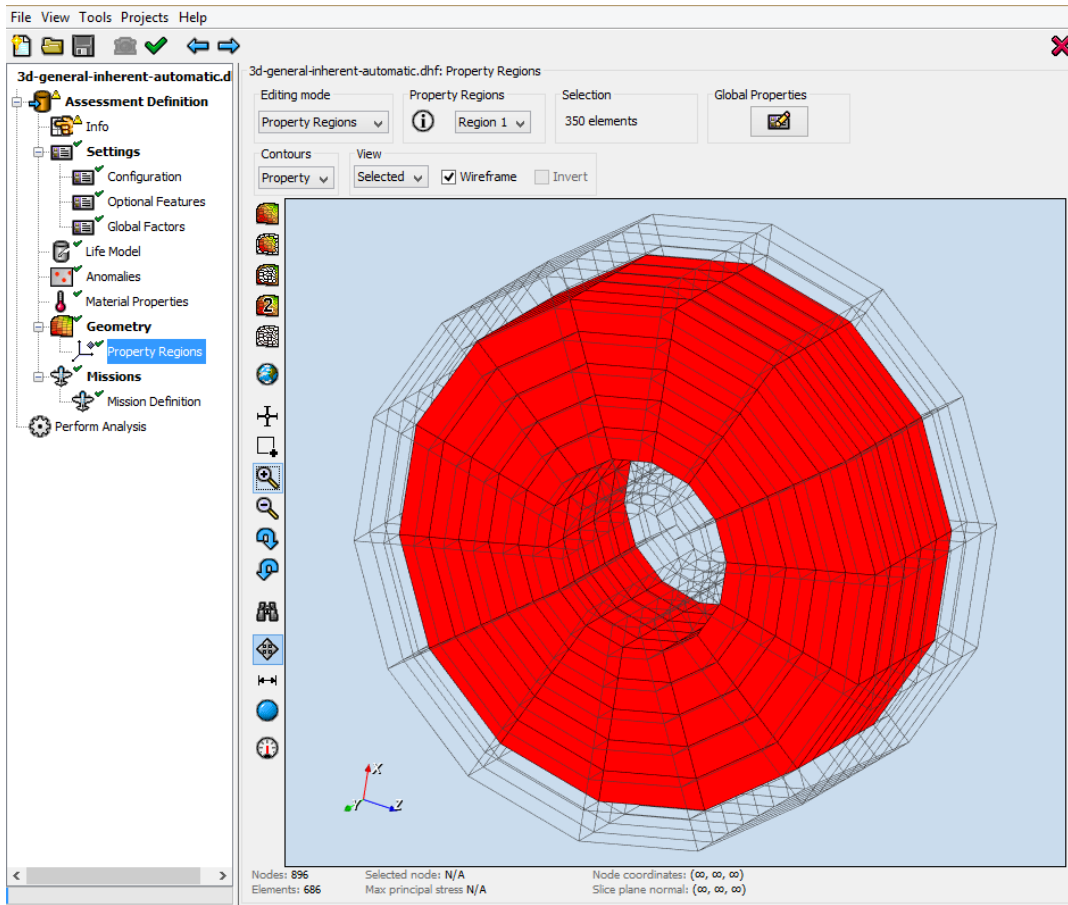 File View Tools Projects Help
3d-general-inherent-automatic.d
Assessment Definition
Info
Settings
Configuration
Optional Features
Global Factors
Life Model
Anomalies
Material Properties
Geometry
Property Regions
Missions
Mission Definition
Perform Analysis
3d-general-inherent-automatic.dhf: Property Regions
Editing mode Property Regions Selection Global Properties
Property Regions Region 1 350 elements
Contours View
Property Selected Wireframe Invert
2
X
Y Z
Nodes: 896 Selected node: N/A Node coordinates: (∞, ∞, ∞)
Elements: 686 Max principal stress N/A Slice plane normal: (∞, ∞, ∞)